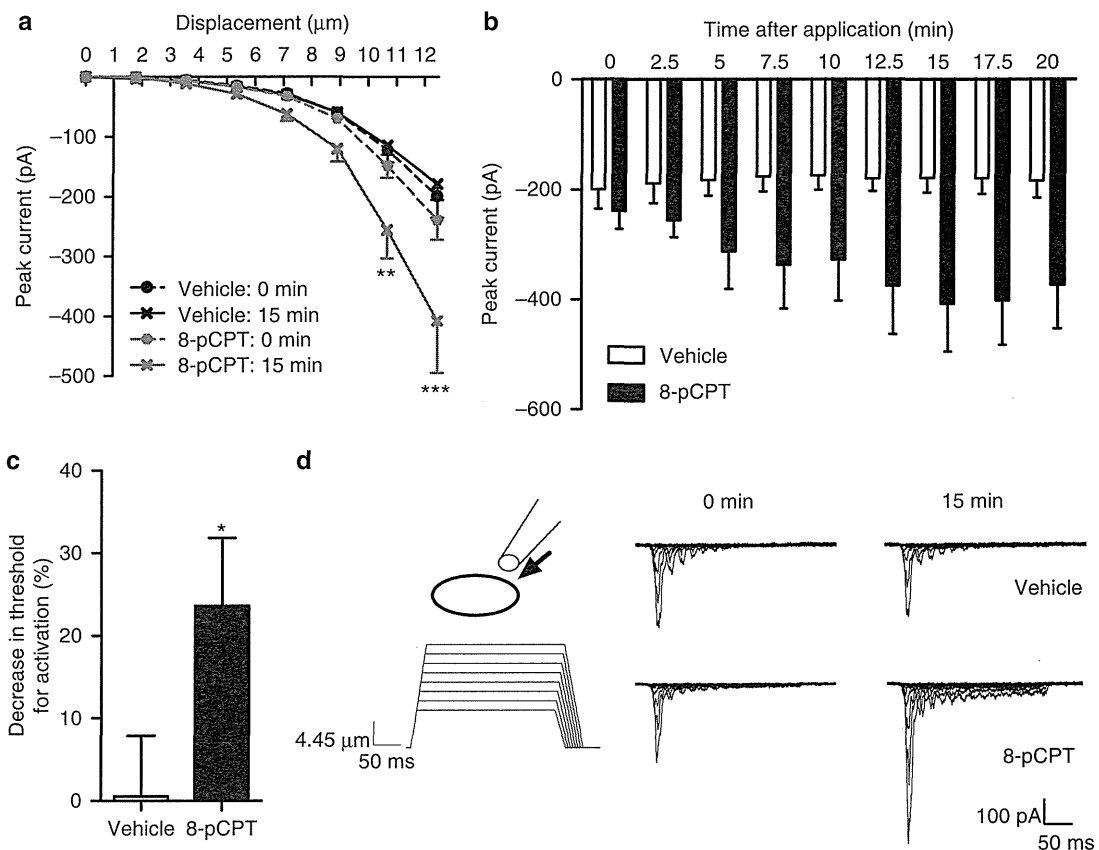 a
Displacement (μm)
0 1 2 3 4 5 6 7 8 9 10 11 12
Peak current (pA)
–100
–200
–300
–400
–500
**
***
Vehicle: 0 min
Vehicle: 15 min
8-pCPT: 0 min
8-pCPT: 15 min
b
Time after application (min)
0 2.5 5 7.5 10 12.5 15 17.5 20
Peak current (pA)
0
–200
–400
–600
Vehicle
8-pCPT
c
Decrease in threshold
for activation (%)
40
30
20
10
0
*
Vehicle 8-pCPT
d
4.45 μm
50 ms
0 min 15 min
Vehicle
8-pCPT
100 pA
50 ms